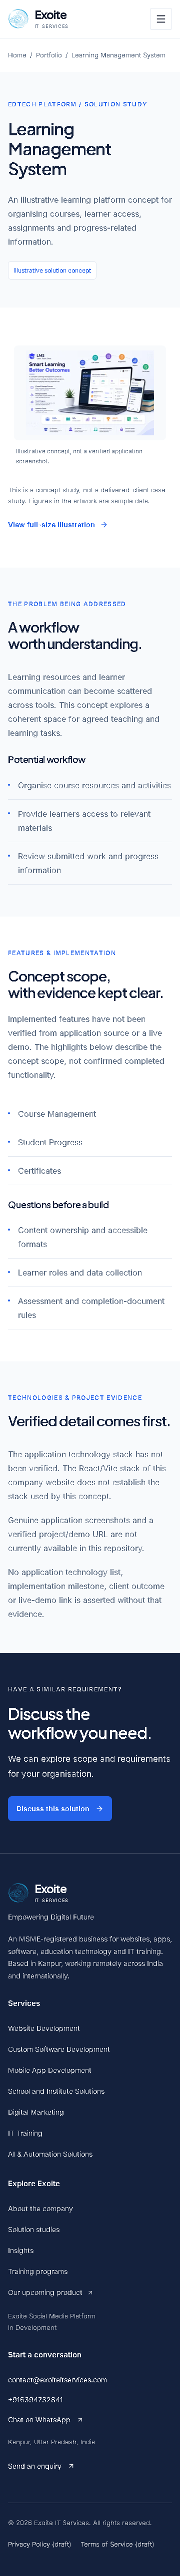 Exoite
IT SERVICES
Home / Portfolio / Learning Management System
EDTECH PLATFORM / SOLUTION STUDY
Learning
Management
System
An illustrative learning platform concept for
organising courses, learner access,
assignments and progress-related
information.
Illustrative solution concept
LMS
Smart Learning
Better Outcomes
Illustrative concept, not a verified application
screenshot.
This is a concept study, not a delivered-client case
study. Figures in the artwork are sample data.
View full-size illustration →
THE PROBLEM BEING ADDRESSED
A workflow
worth understanding.
Learning resources and learner
communication can become scattered
across tools. This concept explores a
coherent space for agreed teaching and
learning tasks.
Potential workflow
• Organise course resources and activities
• Provide learners access to relevant
materials
• Review submitted work and progress
information
FEATURES & IMPLEMENTATION
Concept scope,
with evidence kept clear.
Implemented features have not been
verified from application source or a live
demo. The highlights below describe the
concept scope, not confirmed completed
functionality.
• Course Management
• Student Progress
• Certificates
Questions before a build
• Content ownership and accessible
formats
• Learner roles and data collection
• Assessment and completion-document
rules
TECHNOLOGIES & PROJECT EVIDENCE
Verified detail comes first.
The application technology stack has not
been verified. The React/Vite stack of this
company website does not establish the
stack used by this concept.
Genuine application screenshots and a
verified project/demo URL are not
currently available in this repository.
No application technology list,
implementation milestone, client outcome
or live-demo link is asserted without that
evidence.
HAVE A SIMILAR REQUIREMENT?
Discuss the
workflow you need.
We can explore scope and requirements
for your organisation.
Discuss this solution →
Exoite
IT SERVICES
Empowering Digital Future
An MSME-registered business for websites, apps,
software, education technology and IT training.
Based in Kanpur, working remotely across India
and internationally.
Services
Website Development
Custom Software Development
Mobile App Development
School and Institute Solutions
Digital Marketing
IT Training
AI & Automation Solutions
Explore Exoite
About the company
Solution studies
Insights
Training programs
Our upcoming product ↗
Exoite Social Media Platform
In Development
Start a conversation
contact@exoiteitservices.com
+916394732841
Chat on WhatsApp ↗
Kanpur, Uttar Pradesh, India
Send an enquiry ↗
© 2026 Exoite IT Services. All rights reserved.
Privacy Policy (draft) Terms of Service (draft)